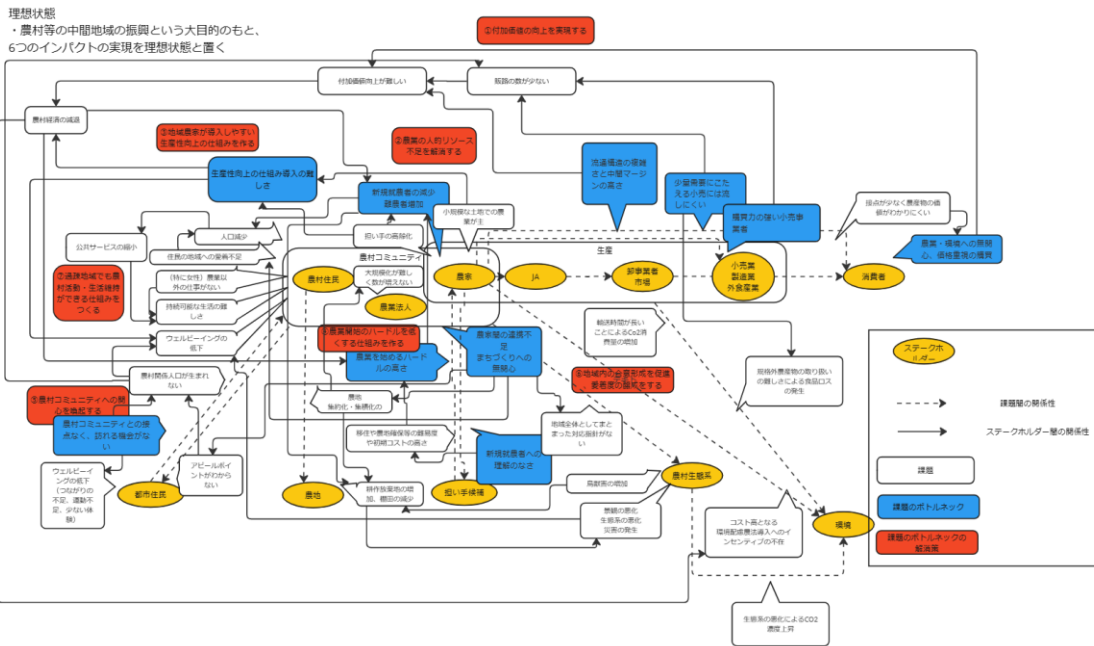 理想状態
・農村等の中間地域の振興という大目的のもと、
6つのインパクトの実現を理想状態と置く
①付加価値の向上を実現する
付加価値向上が難しい
販路の数が少ない
農村経済の減退
③地域農家が導入しやすい
生産性向上の仕組みを作る
②農業の人的リソース
不足を解消する
生産性向上の仕組み導入の難
しさ
新規就農者の減少
離農者増加
小規模な土地での農
業が主
流通構造の複雑
さと中間マージ
ンの高さ
少量需要にこた
える小売には流
しにくい
購買力の強い小売事
業者
接点が少なく農産物の価
値がわかりにくい
農業・環境への無関
心、価格重視の購買
人口減少
担い手の高齢化
公共サービスの縮小
住民の地域への愛着不足
農村コミュニティ
生産
⑦過疎地域でも農
村活動・生活維持
ができる仕組みを
つくる
(特に女性)農業以
外の仕事がない
持続可能な生活の難
しさ
ウェルビーイングの
低下
農村住民
大規模化が難し
く数が増えない
農業法人
農家
JA
卸事業者
市場
小売業
製造業
外食産業
消費者
農業開始のハードルを低
くする仕組みを作る
農業を始めるハード
ルの高さ
農家間の連携不
足
まちづくりへの
無関心
輸送時間が長い
ことによるCo2消
費量の増加
地域内の合意形成を促進
愛着度の醸成をする
規格外農産物の取り扱い
の難しさによる食品ロス
の発生
ステークホ
ルダー
課題間の関係性
ステークホルダー間の関係性
課題
課題のボトルネック
課題のボトルネックの
解消策
農村関係人口が生まれ
ない
⑤農村コミュニティへの関
心を喚起する
農村コミュニティとの接
点なく、訪れる機会がな
い
農地
集約化・集積化の
移住や農地確保等の難易度
や初期コストの高さ
地域全体としてまと
まった対応指針がな
い
新規就農者への
理解のなさ
ウェルビーイ
ングの低下
(つながりの
不足、運動不
足、少ない体
験)
都市住民
アピールポイ
ントがわから
ない
農地
耕作放棄地の増
加、棚田の減少
担い手候補
鳥獣害の増加
農村生態系
景観の悪化
生態系の悪化
災害の発生
コスト高となる
環境配慮農法導入へのイ
ンセンティブの不在
環境
生態系の悪化によるCO2
濃度上昇